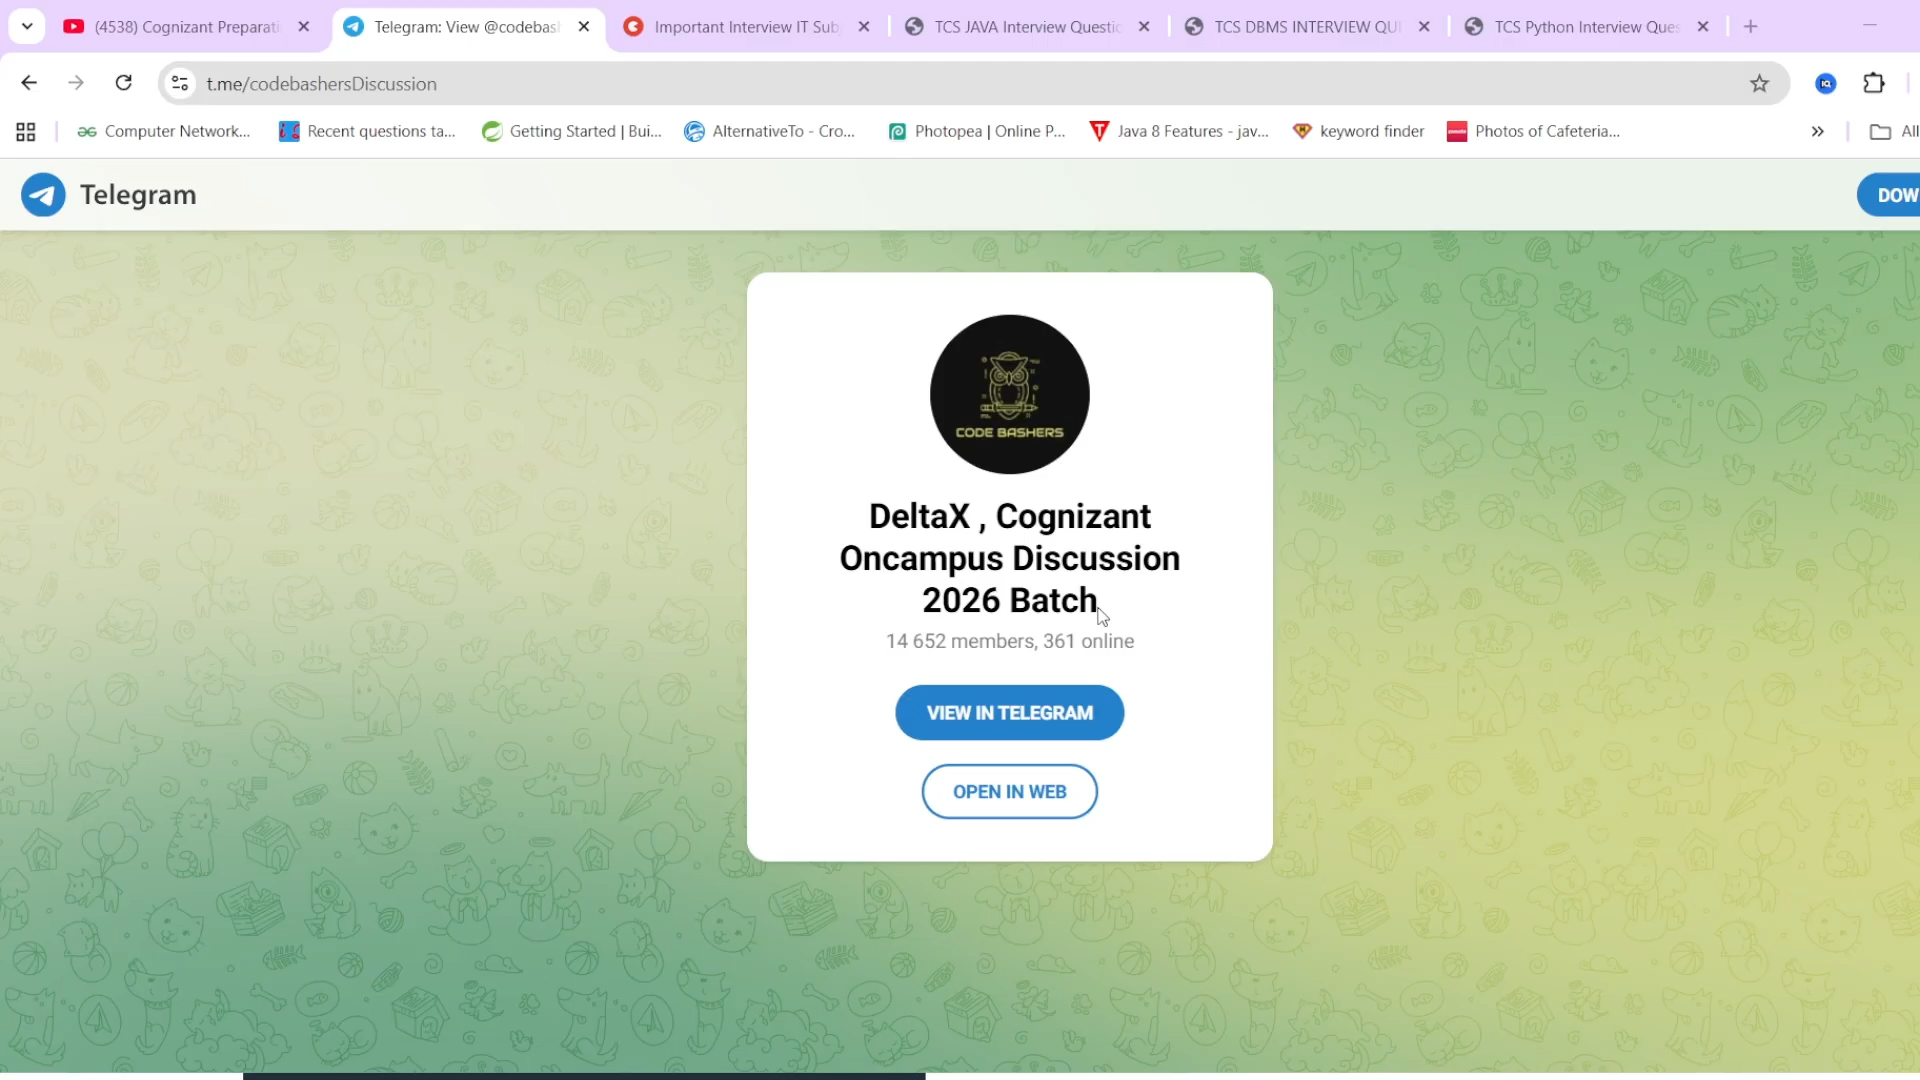 (4538) Cognizant Preparati
Telegram: View @codebash
Important Interview IT Sub
TCS JAVA Interview Questic
TCS DBMS INTERVIEW QU
TCS Python Interview Ques
t.me/codebashersDiscussion
Computer Network...
Recent questions ta...
Getting Started | Bui...
AlternativeTo - Cro...
Photopea | Online P...
Java 8 Features - jav...
keyword finder
Photos of Cafeteria...
All
Telegram
DOW
CODE BASHERS
DeltaX , Cognizant
Oncampus Discussion
2026 Batch
14 652 members, 361 online
VIEW IN TELEGRAM
OPEN IN WEB